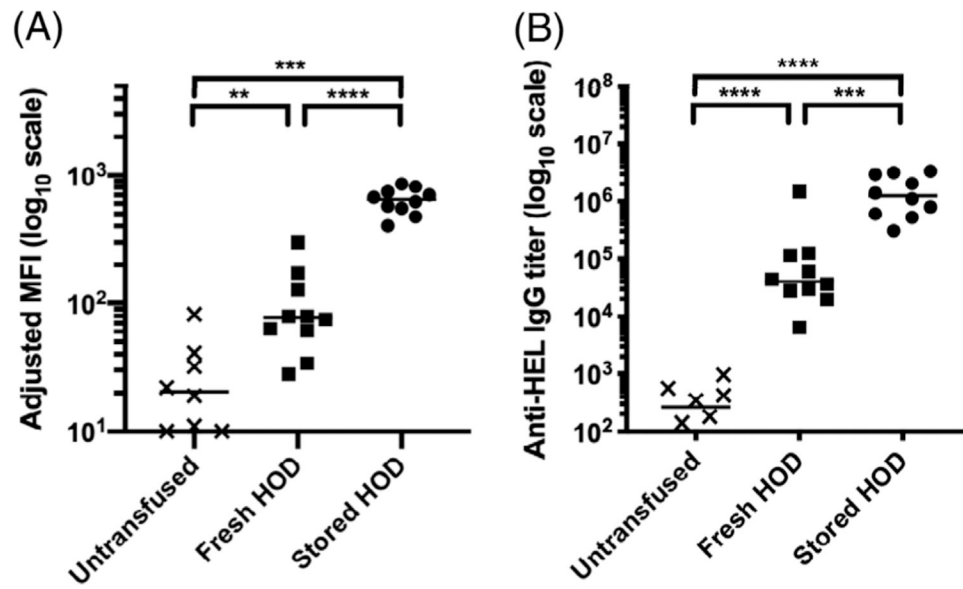 (A)
Adjusted MFI (log10 scale)
***
** ****
10³
10²
10¹
Untransfused
Fresh HOD
Stored HOD
(B)
Anti-HEL IgG titer (log10 scale)
****
**** ***
10⁸
10⁷
10⁶
10⁵
10⁴
10³
10²
Untransfused
Fresh HOD
Stored HOD